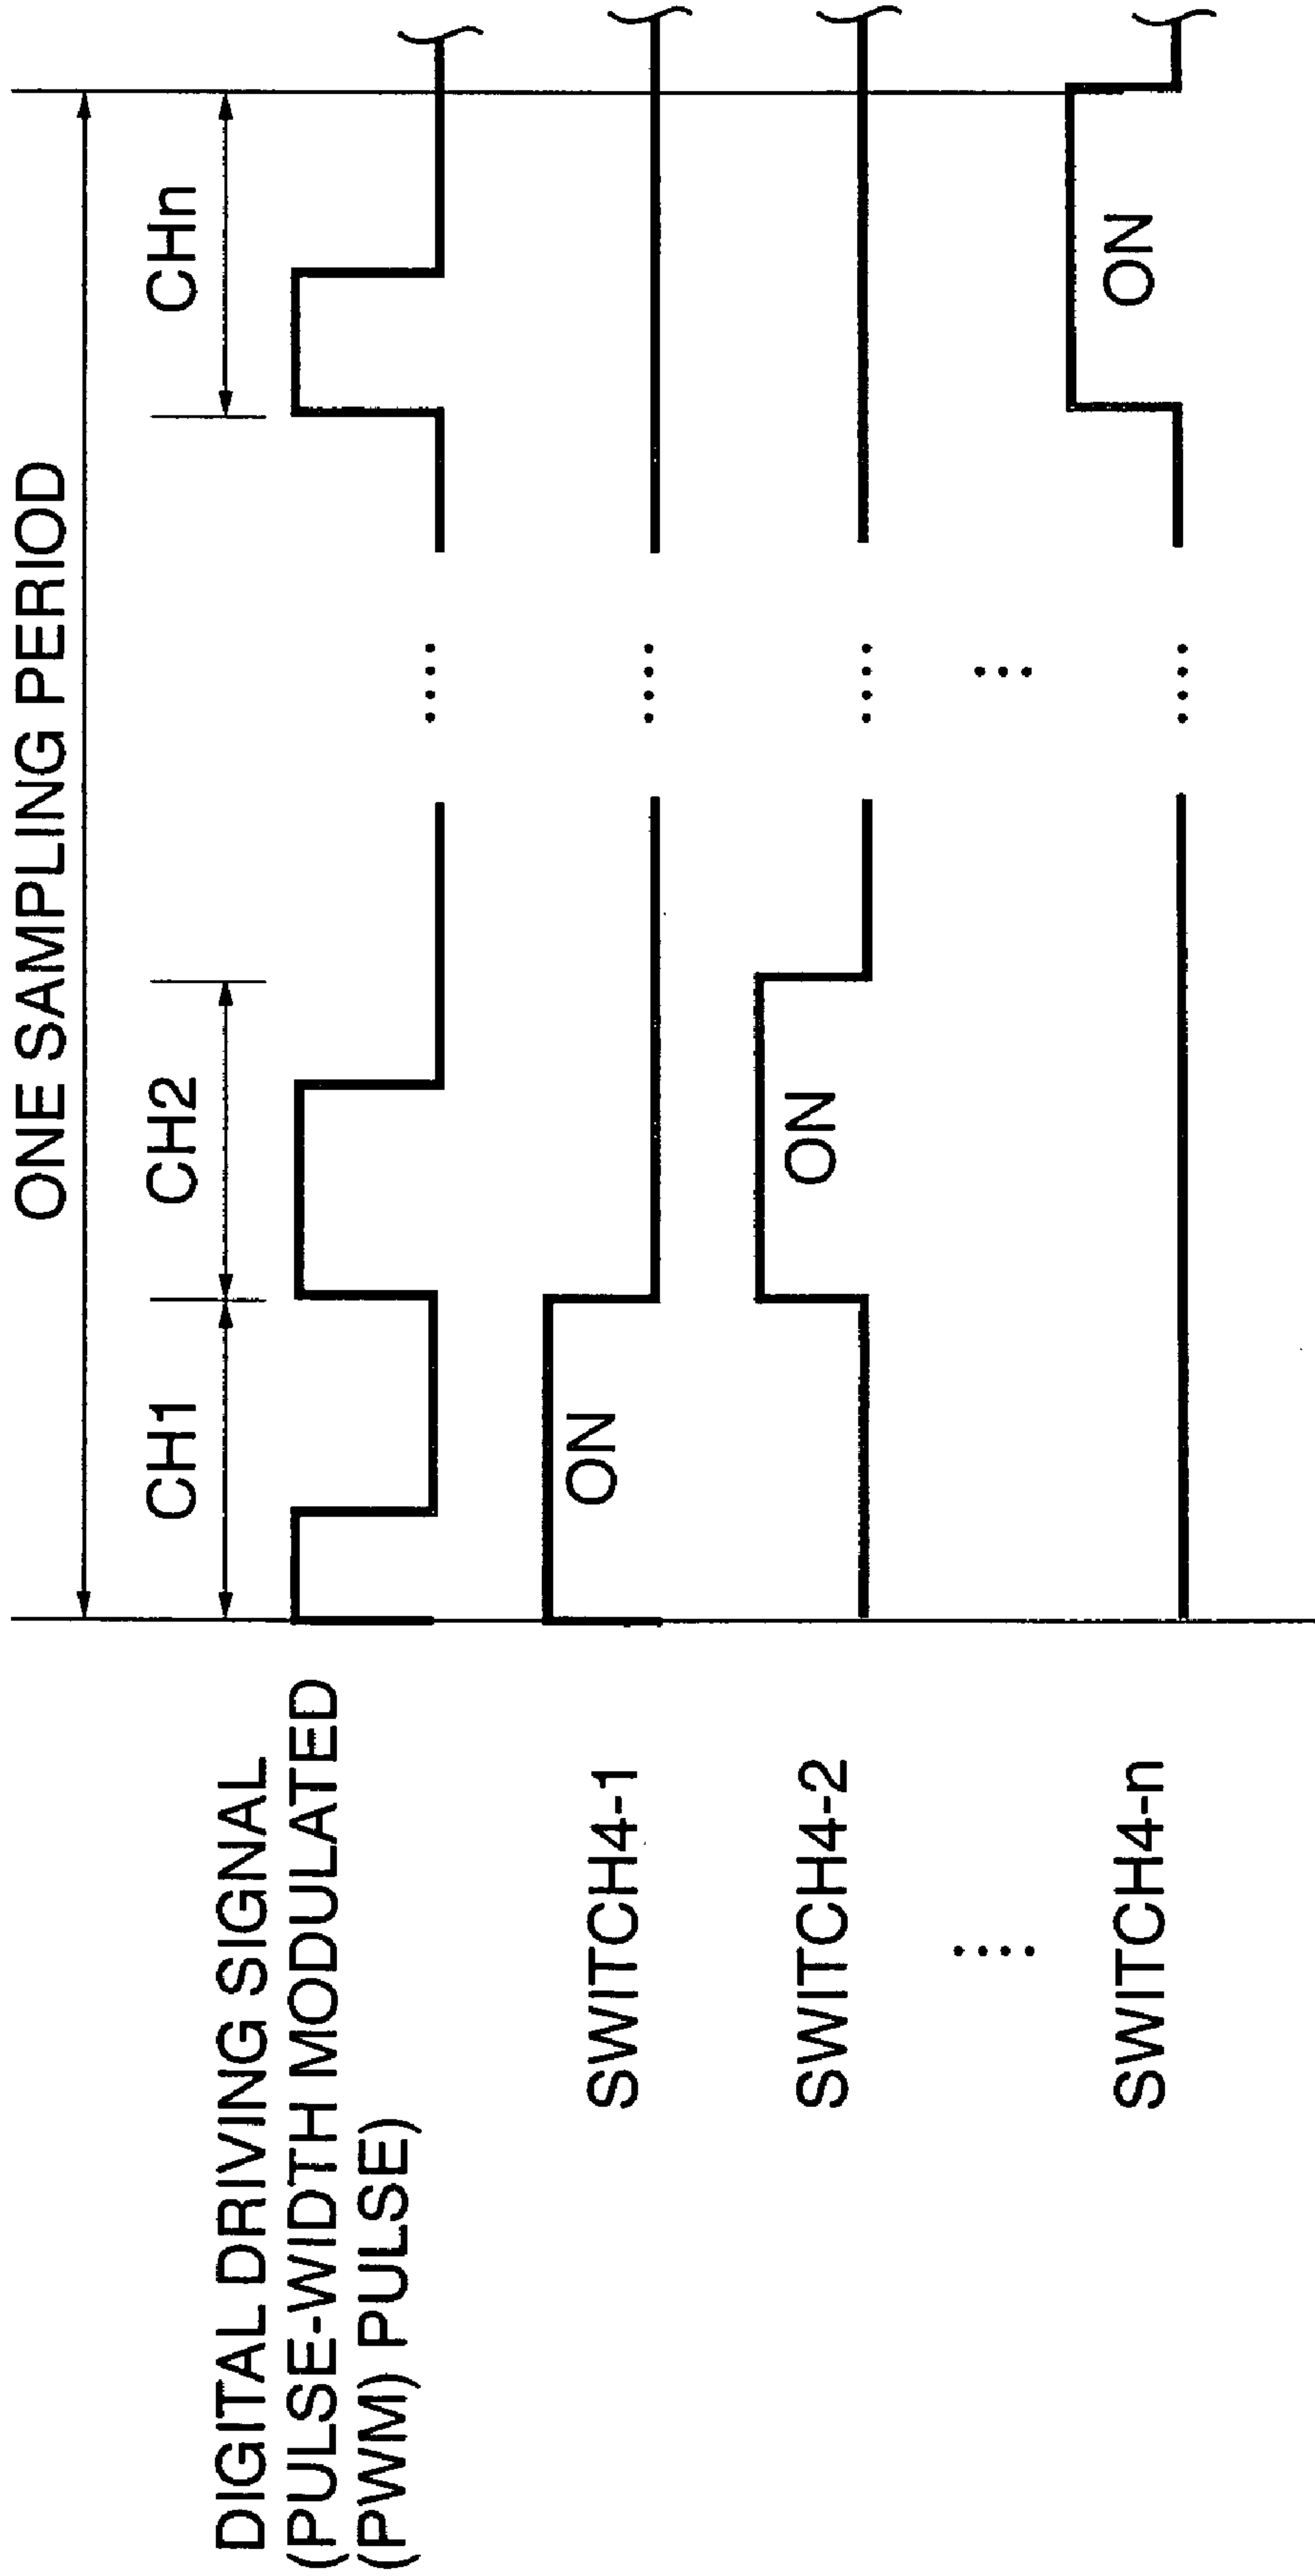 ONE SAMPLING PERIOD
CH1 CH2 CHn
DIGITAL DRIVING SIGNAL
(PULSE-WIDTH MODULATED
(PWM) PULSE)
.... 
SWITCH4-1 ON ....
SWITCH4-2 ON ....
.... ...
SWITCH4-n .... ON